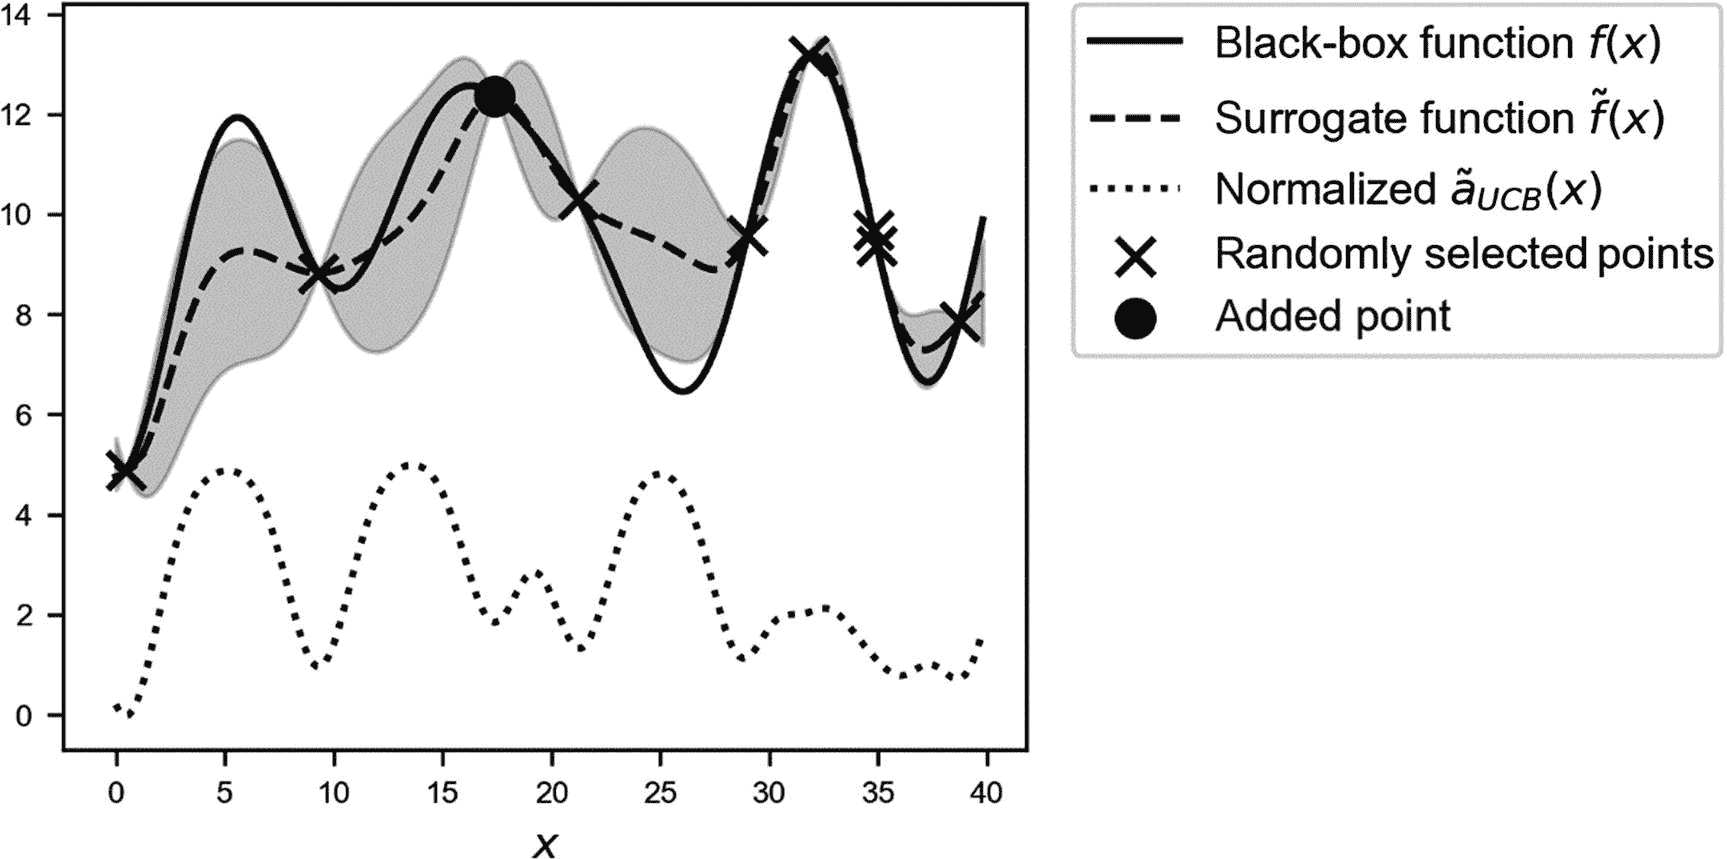 14
12
10
8
6
4
2
0
0 5 10 15 20 25 30 35 40
x
Black-box function f(x)
Surrogate function f̃(x)
Normalized ã_UCB(x)
Randomly selected points
Added point